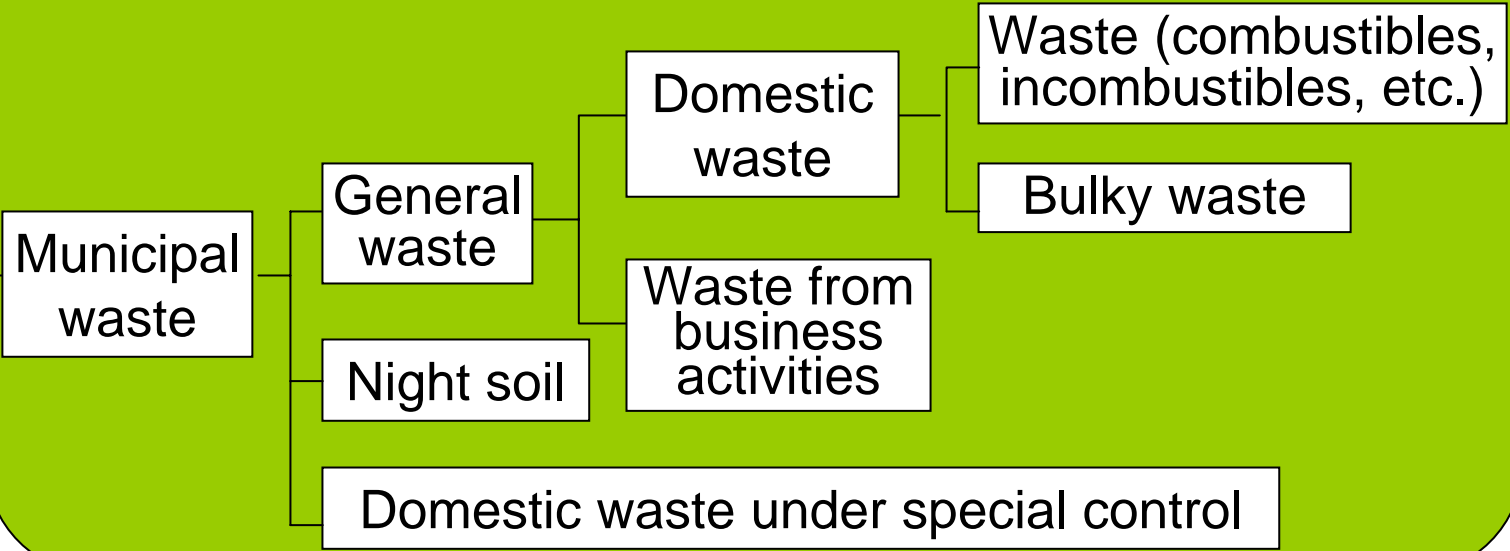 Municipal
waste
General
waste
Domestic
waste
Waste (combustibles,
incombustibles, etc.)
Bulky waste
Waste from
business
activities
Night soil
Domestic waste under special control